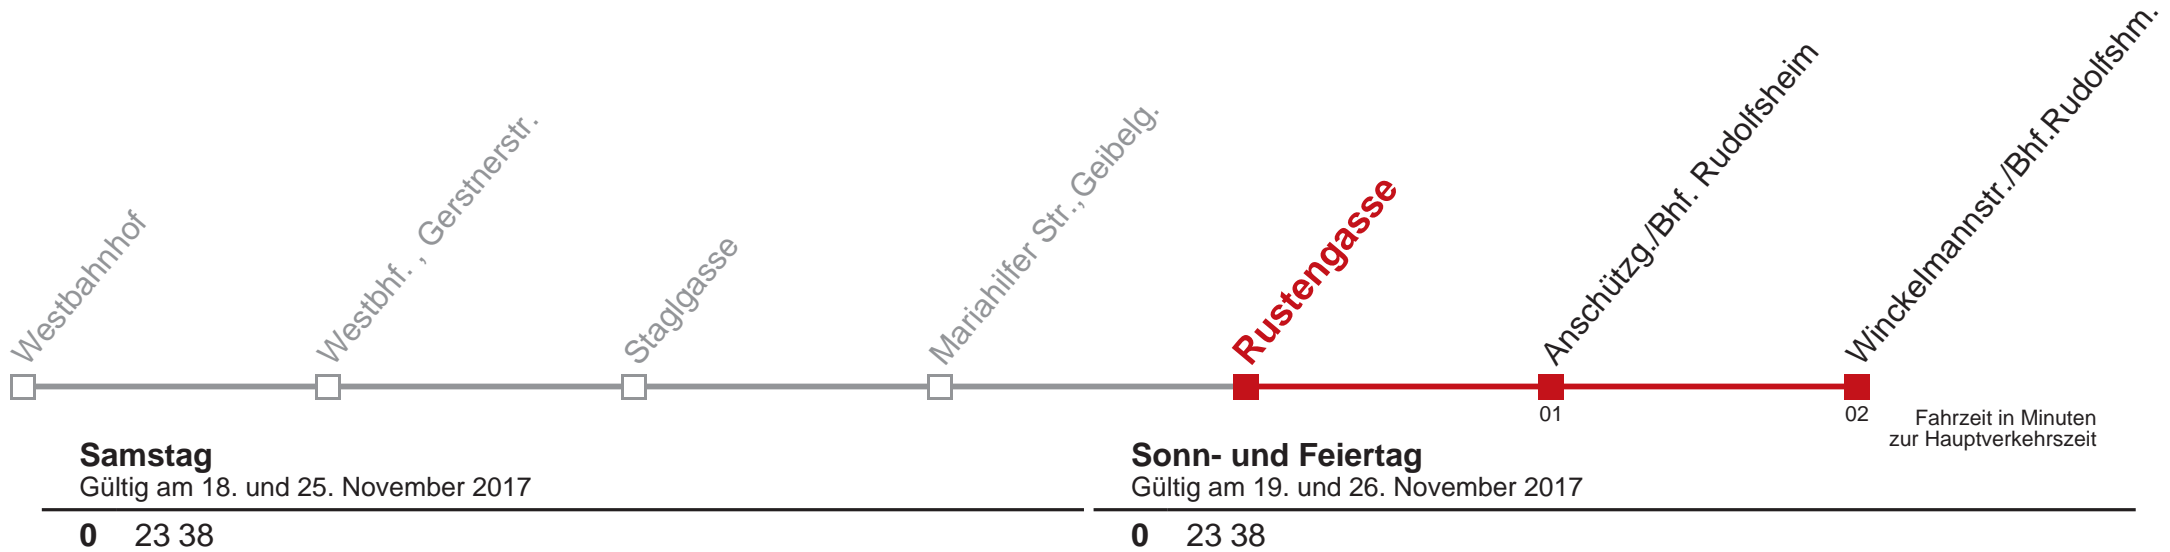 Westbahnhof
Westbhf. , Gerstnerstr.
Staglgasse
Mariahilfer Str.,Geibelg.
Rustengasse
Anschützg./Bhf. Rudolfsheim
Winckelmannstr./Bhf.Rudolfshm.
01
02
Fahrzeit in Minuten
zur Hauptverkehrszeit
Samstag
Gültig am 18. und 25. November 2017
0 23 38
Sonn- und Feiertag
Gültig am 19. und 26. November 2017
0 23 38